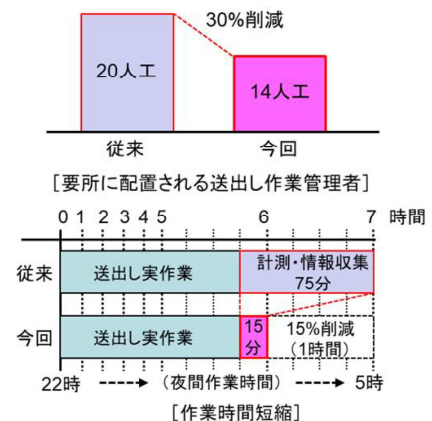 30%削減
20人工
14人工
従来
今回
[要所に配置される送出し作業管理者]
0 1 2 3 4 5 6 7 時間
従来
送出し実作業
計測・情報収集
75分
今回
送出し実作業
15
分
15%削減
(1時間)
22時
(夜間作業時間)
5時
[作業時間短縮]